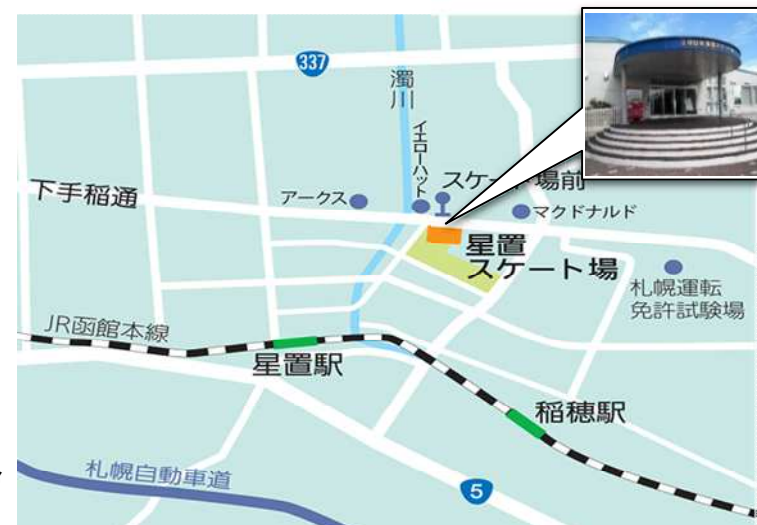 337
濁川
イエローハット
スケート場前
下手稲通
アークス
マクドナルド
星置
スケート場
札幌運転
免許試験場
JR函館本線
星置駅
稲穂駅
札幌自動車道
5